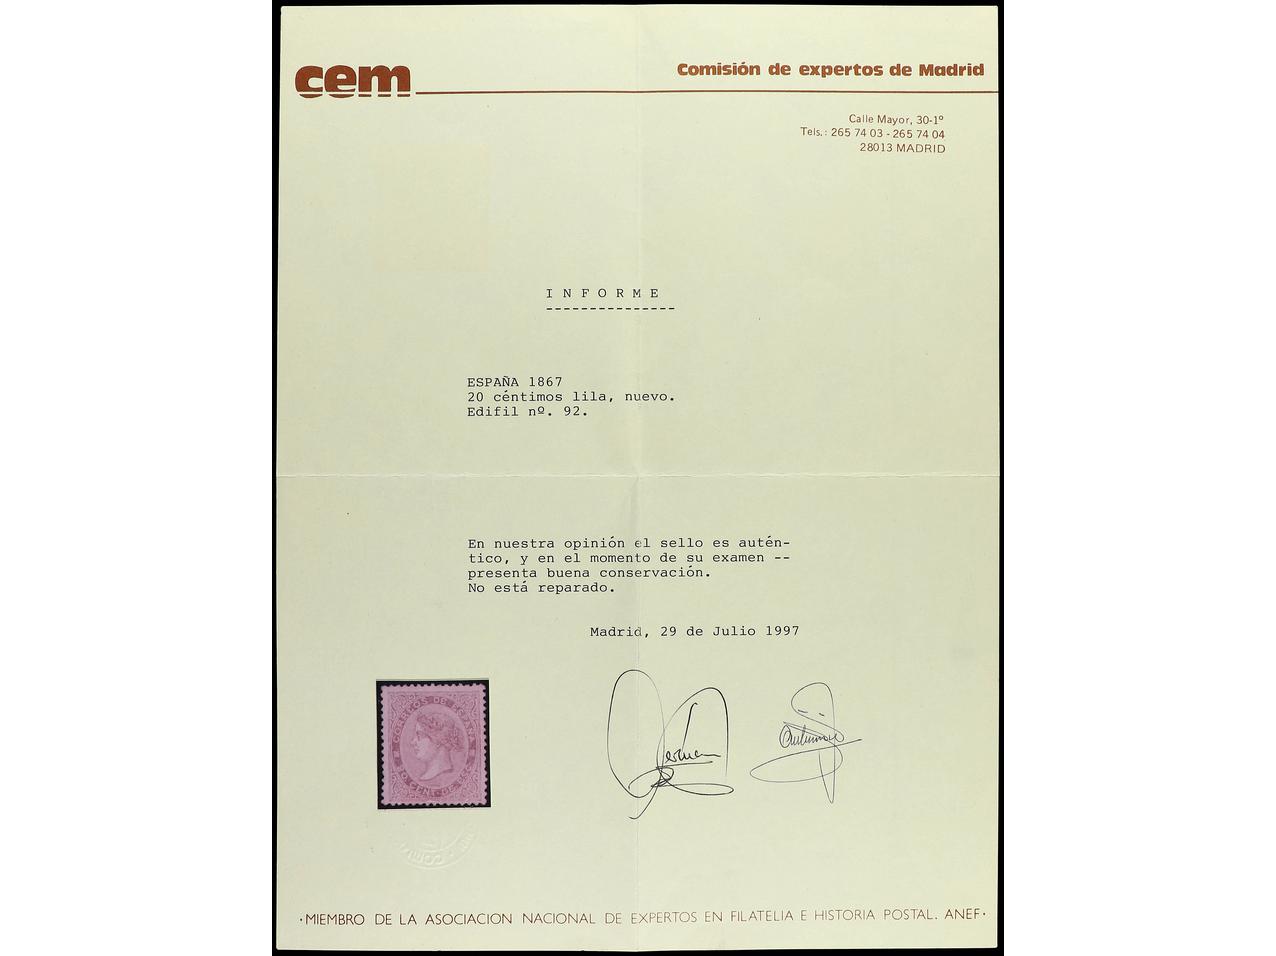 cem
Comisión de expertos de Madrid
Calle Mayor, 30-1º
Tels.: 265 74 03 - 265 74 04
28013 MADRID
I N F O R M E
---------------
ESPAÑA 1867
20 céntimos lila, nuevo.
Edifil nº. 92.
En nuestra opinión el sello es autén-
tico, y en el momento de su examen --
presenta buena conservación.
No está reparado.
Madrid, 29 de Julio 1997
CORREOS DE ESPAÑA
CENT. DE
· MIEMBRO DE LA ASOCIACION NACIONAL DE EXPERTOS EN FILATELIA E HISTORIA POSTAL. ANEF ·